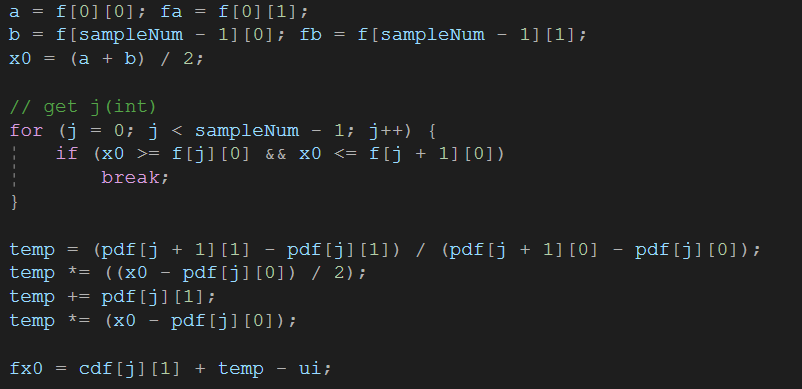 a = f[0][0]; fa = f[0][1];
b = f[sampleNum - 1][0]; fb = f[sampleNum - 1][1];
x0 = (a + b) / 2;
// get j(int)
for (j = 0; j < sampleNum - 1; j++) {
if (x0 >= f[j][0] && x0 <= f[j + 1][0])
break;
}
temp = (pdf[j + 1][1] - pdf[j][1]) / (pdf[j + 1][0] - pdf[j][0]);
temp *= ((x0 - pdf[j][0]) / 2);
temp += pdf[j][1];
temp *= (x0 - pdf[j][0]);
fx0 = cdf[j][1] + temp - ui;